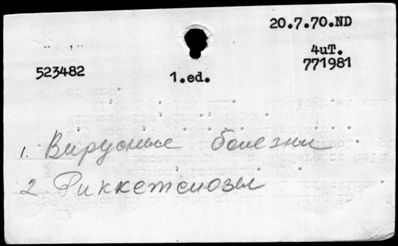 20.7.70.ND
4uT.
523482
771981
1.ed.
1. Вирусные болезни
2. Риккетсиозы